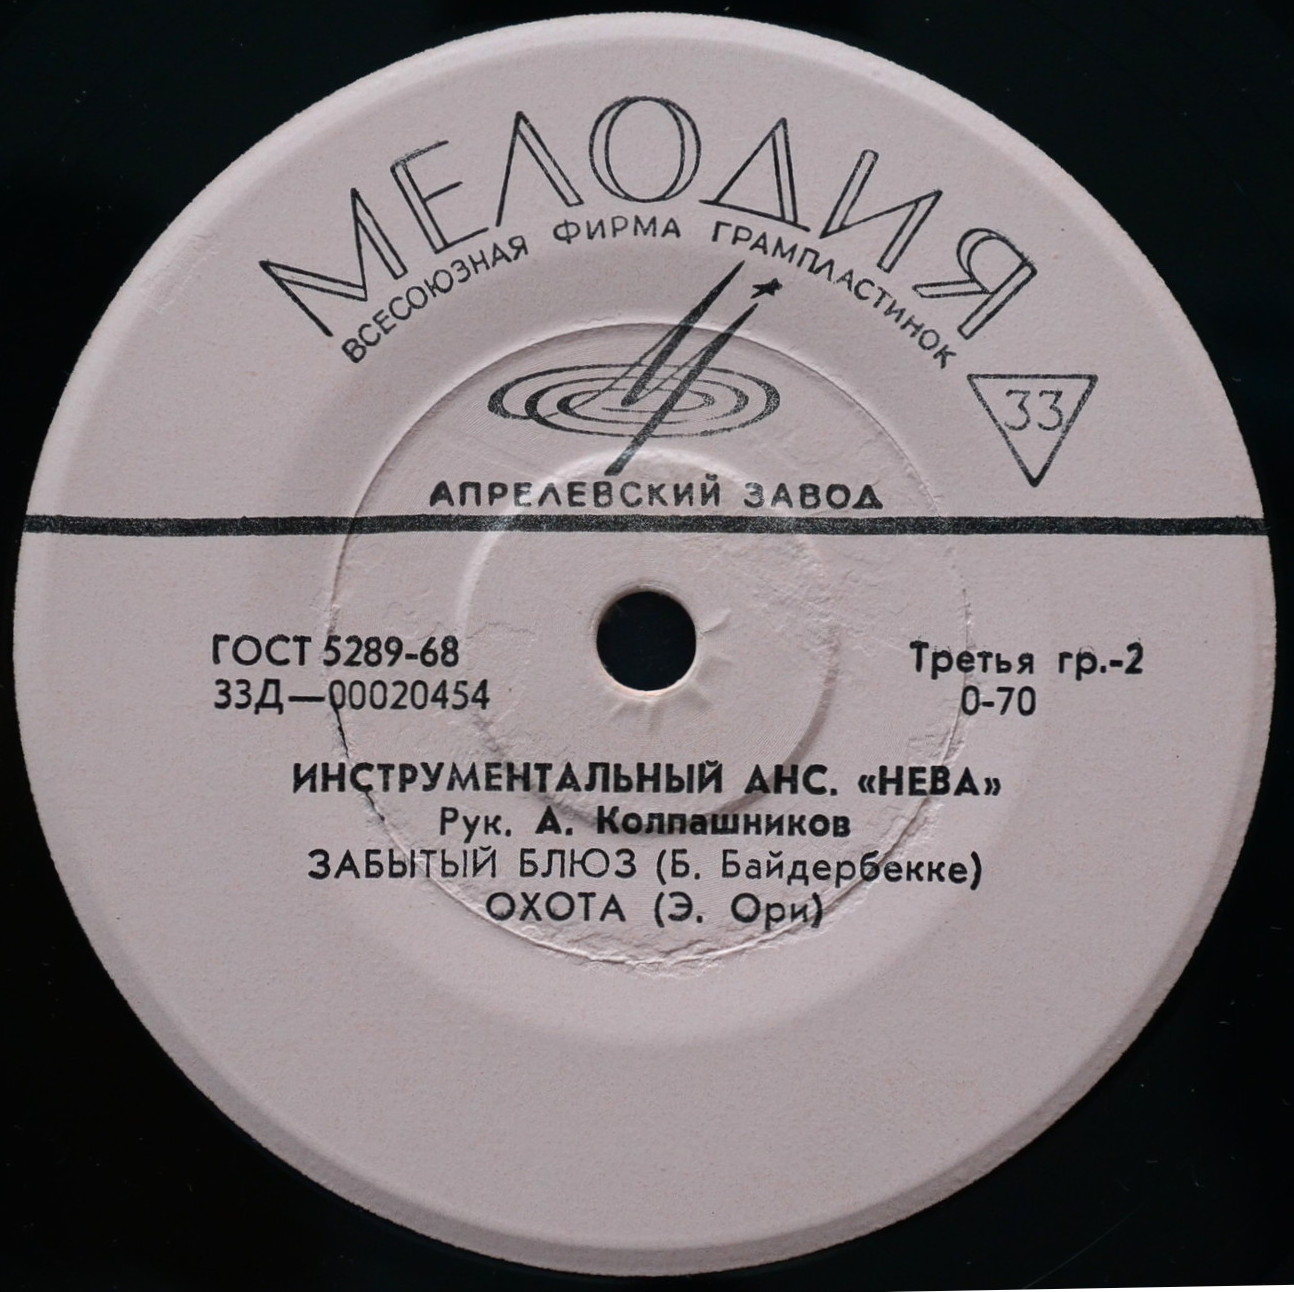 МЕЛОДИЯ
ВСЕСОЮЗНАЯ ФИРМА ГРАМПЛАСТИНОК
33
АПРЕЛЕВСКИЙ ЗАВОД
ГОСТ 5289-68
33Д—00020454
Третья гр.-2
0-70
ИНСТРУМЕНТАЛЬНЫЙ АНС. «НЕВА»
Рук. А. Колпашников
ЗАБЫТЫЙ БЛЮЗ (Б. Байдербекке)
ОХОТА (Э. Ори)